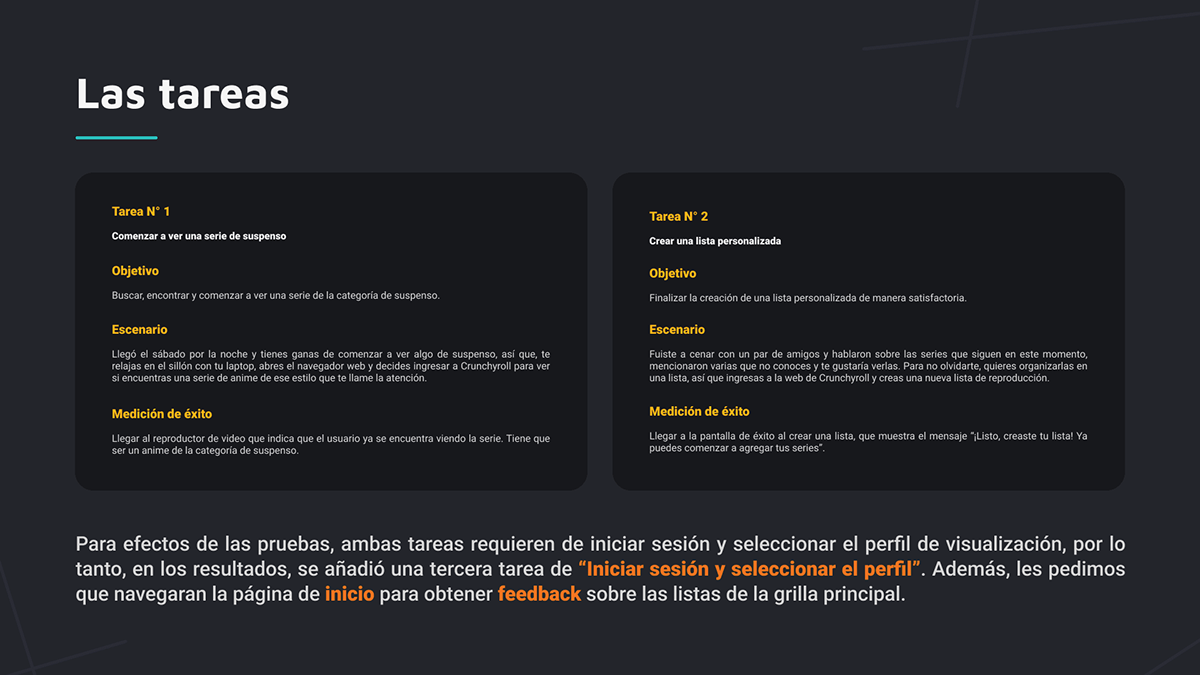 Las tareas
Tarea N° 1
Comenzar a ver una serie de suspenso
Objetivo
Buscar, encontrar y comenzar a ver una serie de la categoría de suspenso.
Escenario
Llegó el sábado por la noche y tienes ganas de comenzar a ver algo de suspenso, así que, te
relajas en el sillón con tu laptop, abres el navegador web y decides ingresar a Crunchyroll para ver
si encuentras una serie de anime de ese estilo que te llame la atención.
Medición de éxito
Llegar al reproductor de video que indica que el usuario ya se encuentra viendo la serie. Tiene que
ser un anime de la categoría de suspenso.
Tarea N° 2
Crear una lista personalizada
Objetivo
Finalizar la creación de una lista personalizada de manera satisfactoria.
Escenario
Fuiste a cenar con un par de amigos y hablaron sobre las series que siguen en este momento,
mencionaron varias que no conoces y te gustaría verlas. Para no olvidarte, quieres organizarlas en
una lista, así que ingresas a la web de Crunchyroll y creas una nueva lista de reproducción.
Medición de éxito
Llegar a la pantalla de éxito al crear una lista, que muestra el mensaje “¡Listo, creaste tu lista! Ya
puedes comenzar a agregar tus series”.
Para efectos de las pruebas, ambas tareas requieren de iniciar sesión y seleccionar el perfil de visualización, por lo
tanto, en los resultados, se añadió una tercera tarea de “Iniciar sesión y seleccionar el perfil”. Además, les pedimos
que navegaran la página de inicio para obtener feedback sobre las listas de la grilla principal.